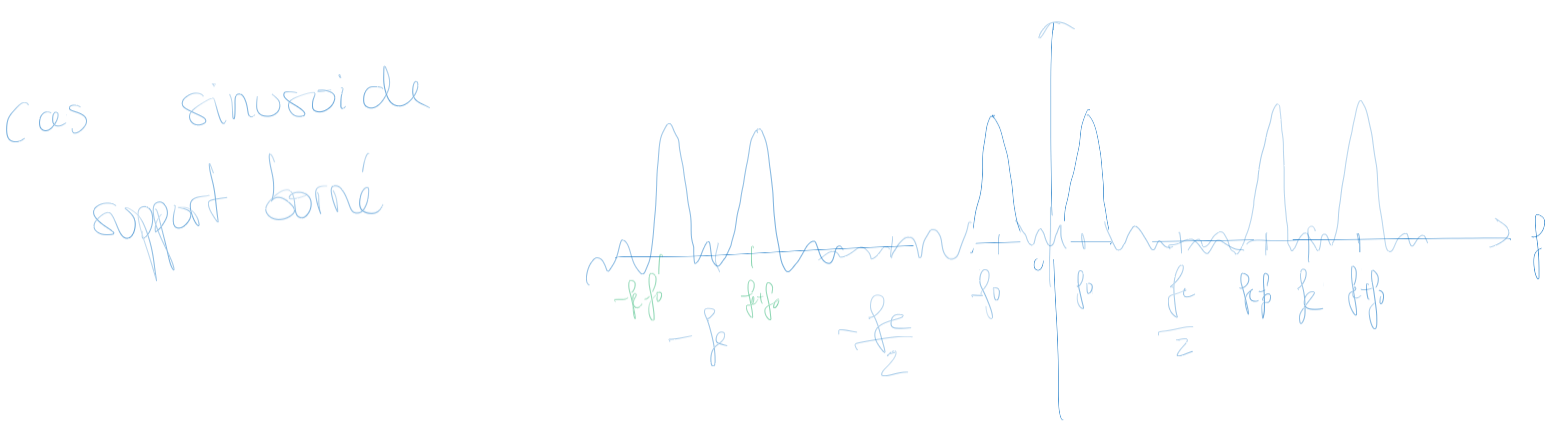 Cas sinusoide
support borné
f
0
-fe-f0
-fe+f0
-fe
-fe/2
-f0
f0
fe/2
fe-f0
fe
fe+f0